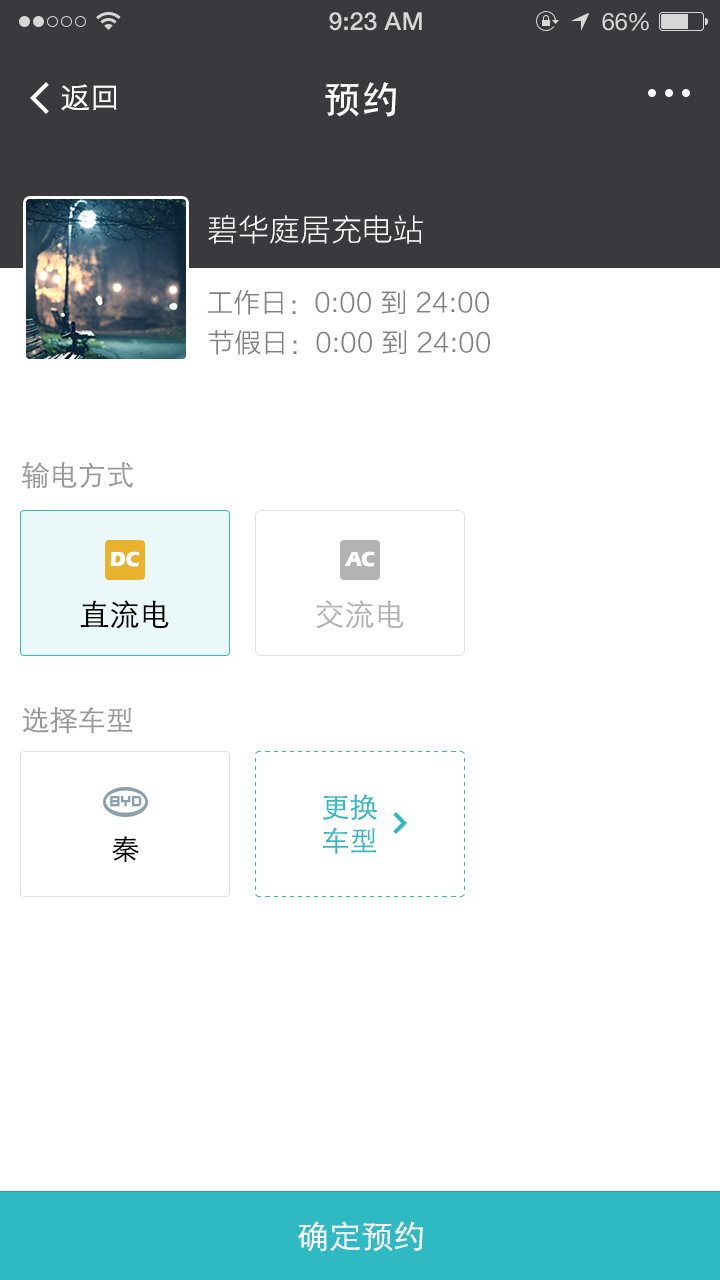 9:23 AM
66%
返回
预约
碧华庭居充电站
工作日：0:00 到 24:00
节假日：0:00 到 24:00
输电方式
DC
直流电
AC
交流电
选择车型
BYD
秦
更换
车型
确定预约